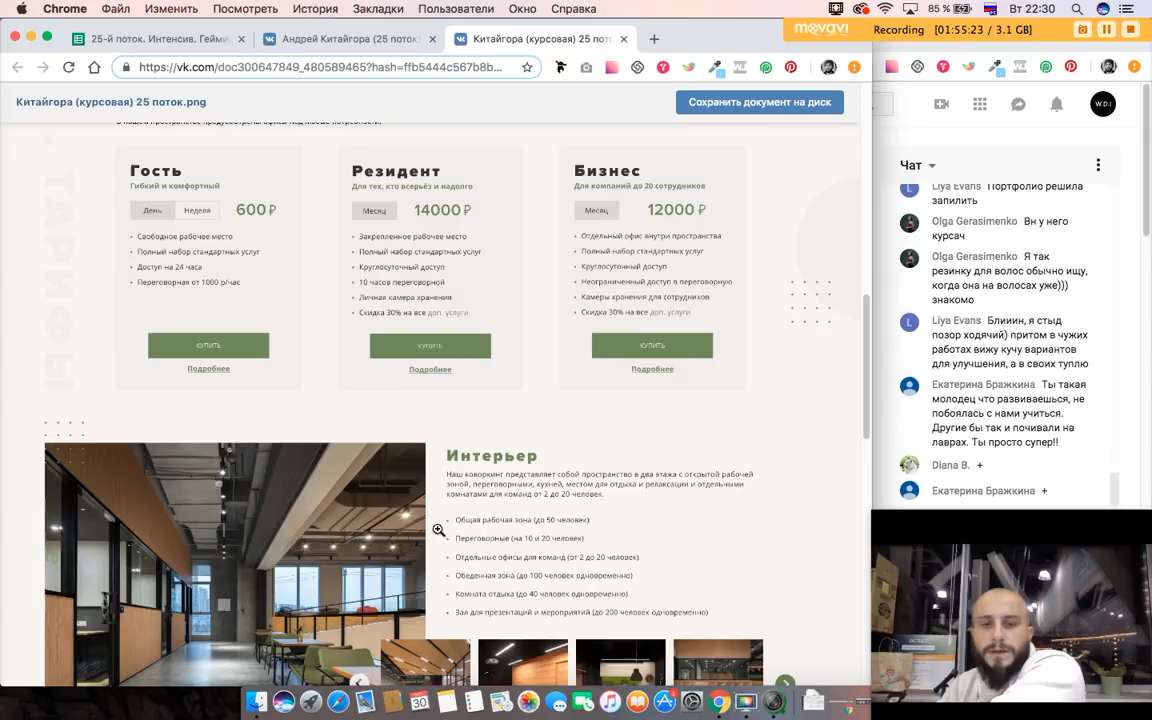 Chrome Файл Изменить Посмотреть История Закладки Пользователи Окно Справка
85 % Вт 22:30
movavi
Recording [01:55:23 / 3.1 GB]
25-й поток. Интенсив. Гейми
Андрей Китайгора (25 поток)
Китайгора (курсовая) 25 пото
https://vk.com/doc300647849_480589465?hash=ffb5444c567b8b...
Китайгора (курсовая) 25 поток.png
Сохранить документ на диск
ТАРИФЫ
Гость
Гибкий и комфортный
День Неделя 600 ₽
Свободное рабочее место
Полный набор стандартных услуг
Доступ на 24 часа
Переговорная от 1000 р/час
КУПИТЬ
Подробнее
Резидент
Для тех, кто всерьёз и надолго
Месяц 14000 ₽
Закрепленное рабочее место
Полный набор стандартных услуг
Круглосуточный доступ
10 часов переговорной
Личная камера хранения
Скидка 30% на все доп. услуги
КУПИТЬ
Подробнее
Бизнес
Для компаний до 20 сотрудников
Месяц 12000 ₽
Отдельный офис внутри пространства
Полный набор стандартных услуг
Круглосуточный доступ
Неограниченный доступ в переговорную
Камеры хранения для сотрудников
Скидка 30% на все доп. услуги
КУПИТЬ
Подробнее
Интерьер
Наш коворкинг представляет собой пространство в два этажа с открытой рабочей
зоной, переговорными, кухней, местом для отдыха и релаксации и отдельными
комнатами для команд от 2 до 20 человек.
Общая рабочая зона (до 50 человек)
Переговорные (на 10 и 20 человек)
Отдельные офисы для команд (от 2 до 20 человек)
Обеденная зона (до 100 человек одновременно)
Комната отдыха (до 40 человек одновременно)
Зал для презентаций и мероприятий (до 200 человек одновременно)
W.D.I
Чат
Liya Evans Портфолио решила
запилить
Olga Gerasimenko Вн у него
курсач
Olga Gerasimenko Я так
резинку для волос обычно ищу,
когда она на волосах уже)))
знакомо
Liya Evans Блииин, я стыд
позор ходячий) притом в чужих
работах вижу кучу вариантов
для улучшения, а в своих туплю
Екатерина Бражкина Ты такая
молодец что развиваешься, не
побоялась с нами учиться.
Другие бы так и почивали на
лаврах. Ты просто супер!!
Diana B. +
Екатерина Бражкина +